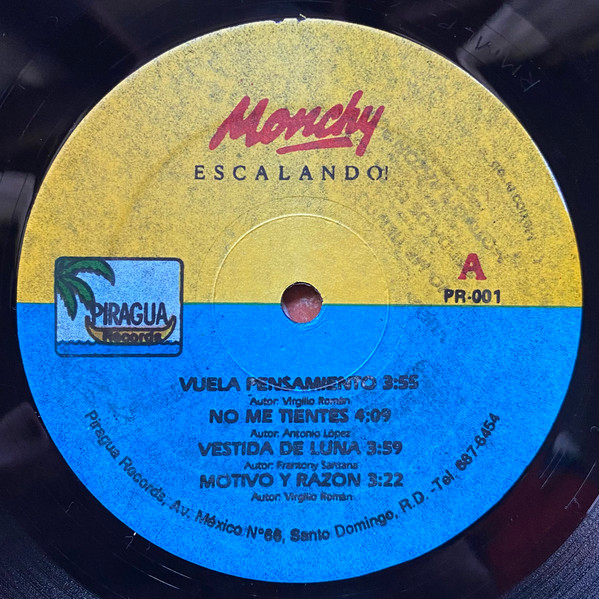 Monchy
ESCALANDO!
A
PR-001
PIRAGUA
Records
VUELA PENSAMIENTO 3:55
Autor: Virgilio Román
NO ME TIENTES 4:09
Autor: Antonio López
VESTIDA DE LUNA 3:59
Autor: Frantony Santana
MOTIVO Y RAZON 3:22
Autor: Virgilio Román
Piragua Records, Av. México Nº66, Santo Domingo, R.D. -Tel. 687-6454